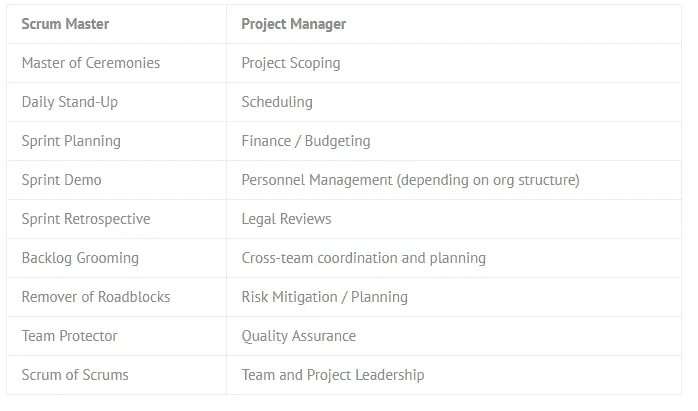 Scrum Master Project Manager
Master of Ceremonies Project Scoping
Daily Stand-Up Scheduling
Sprint Planning Finance / Budgeting
Sprint Demo Personnel Management (depending on org structure)
Sprint Retrospective Legal Reviews
Backlog Grooming Cross-team coordination and planning
Remover of Roadblocks Risk Mitigation / Planning
Team Protector Quality Assurance
Scrum of Scrums Team and Project Leadership